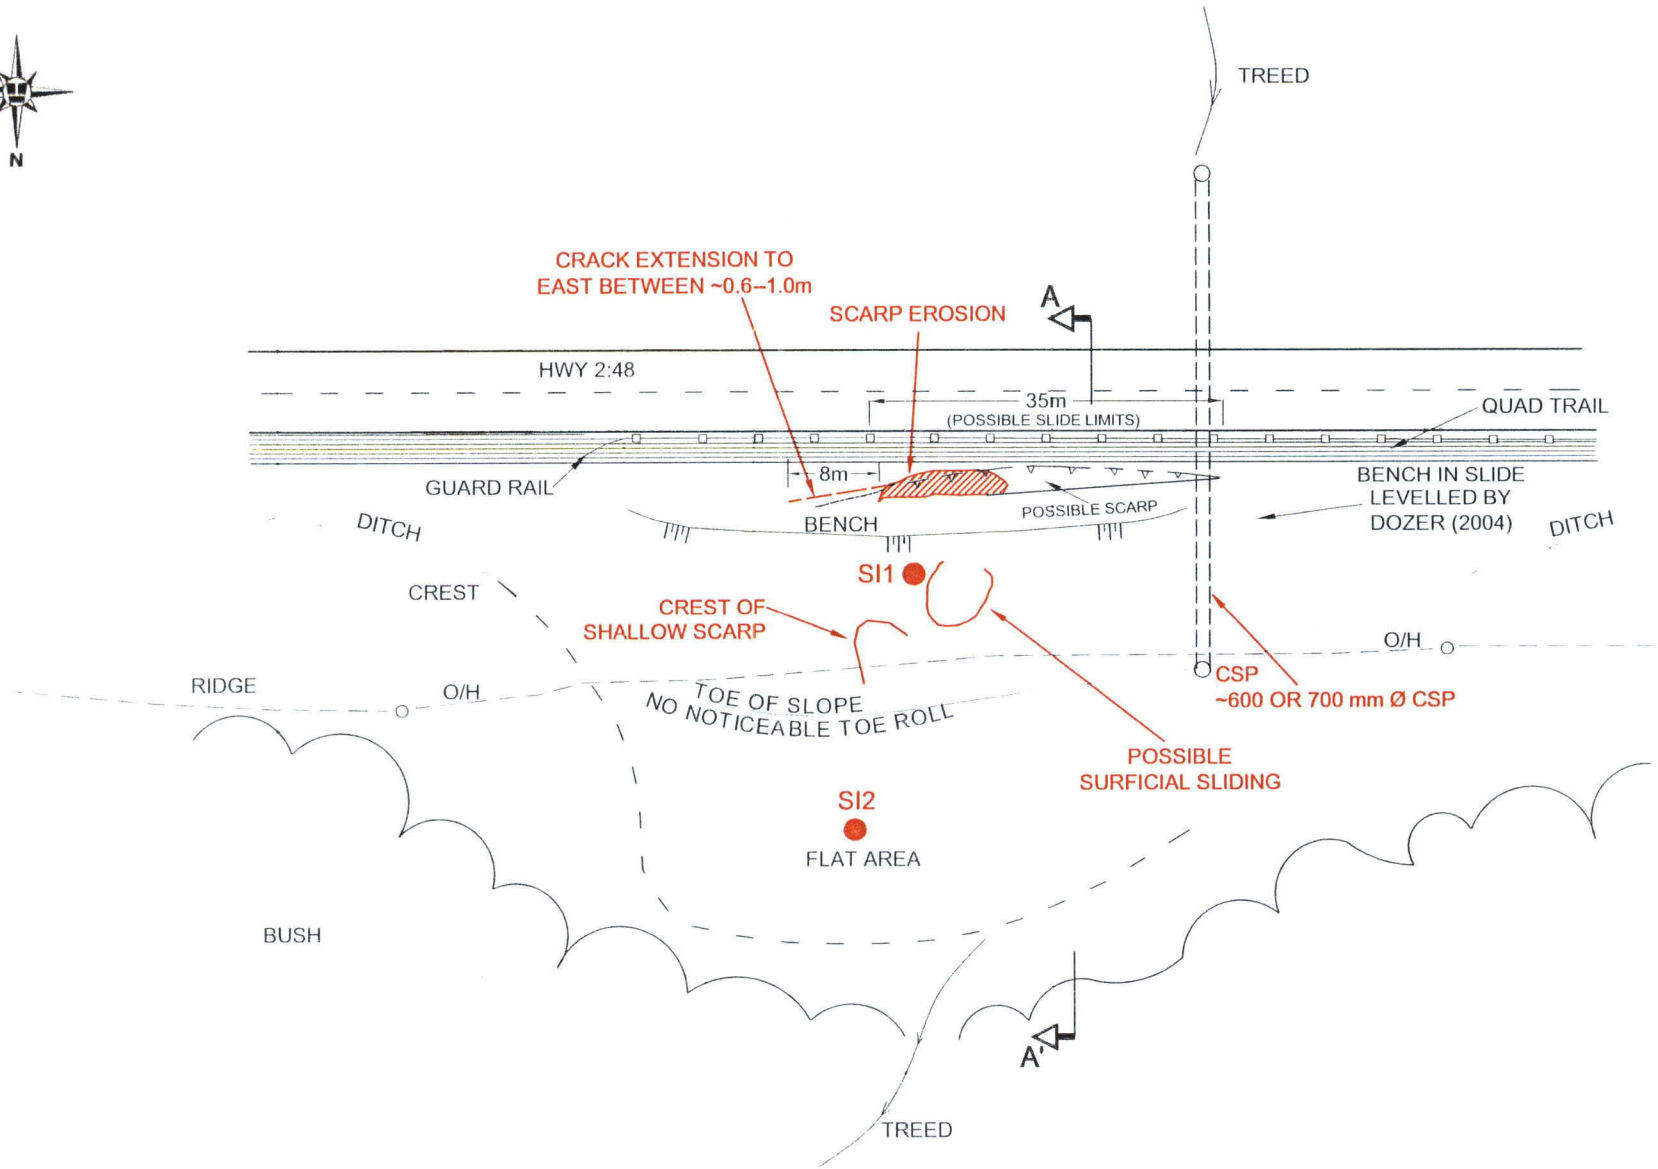 N
TREED
CRACK EXTENSION TO
EAST BETWEEN ~0.6--1.0m
SCARP EROSION
A
HWY 2:48
35m
(POSSIBLE SLIDE LIMITS)
QUAD TRAIL
8m
GUARD RAIL
BENCH IN SLIDE
LEVELLED BY
DOZER (2004)
POSSIBLE SCARP
BENCH
DITCH
DITCH
SI1
CREST
CREST OF
SHALLOW SCARP
O/H
CSP
~600 OR 700 mm Ø CSP
RIDGE
O/H
TOE OF SLOPE
NO NOTICEABLE TOE ROLL
POSSIBLE
SURFICIAL SLIDING
SI2
FLAT AREA
BUSH
A'
TREED